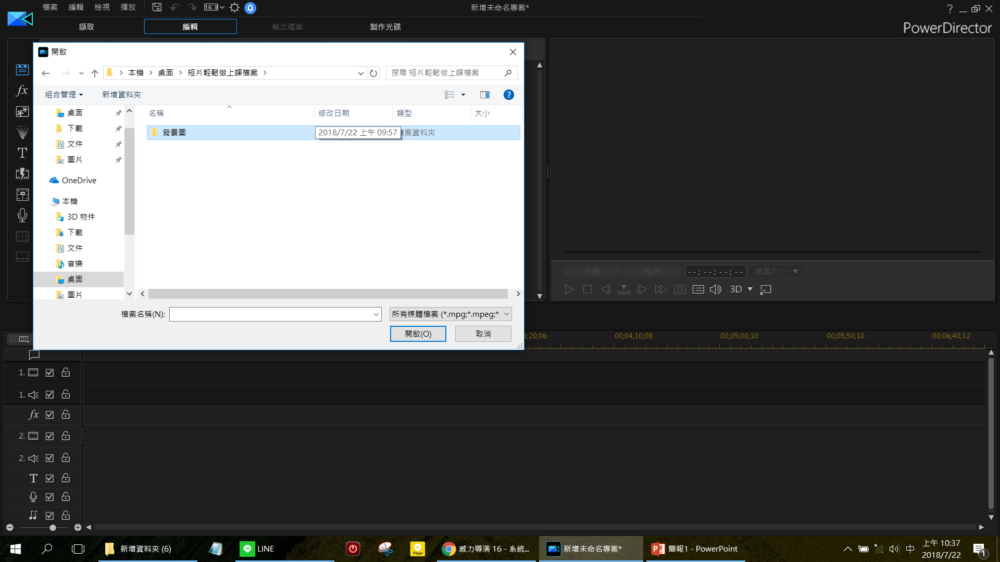 檔案 編輯 檢視 播放 16:9 新增未命名專案* ?
擷取 編輯 輸出檔案 製作光碟 PowerDirector
開啟
本機 桌面 短片輕鬆做上課檔案 搜尋 短片輕鬆做上課檔案
組合管理 新增資料夾 ?
桌面
下載
文件
圖片
OneDrive
本機
3D 物件
下載
文件
音樂
桌面
圖片
名稱 修改日期 類型 大小
背景圖 2018/7/22 上午 09:57 檔案資料夾
檔案名稱(N): 所有媒體檔案 (*.mpg;*.mpeg;*
開啟(O) 取消
fx
T
片段 全片 --;--;--;-- 適當大小
3D
;20;06 00;04;10;08 00;05;00;10 00;05;50;10 00;06;40;12
1.
1.
fx
2.
2.
T
新增資料夾 (6) LINE Player 威力導演 16 - 系統... 新增未命名專案* 簡報1 - PowerPoint 中 上午 10:37
2018/7/22 1